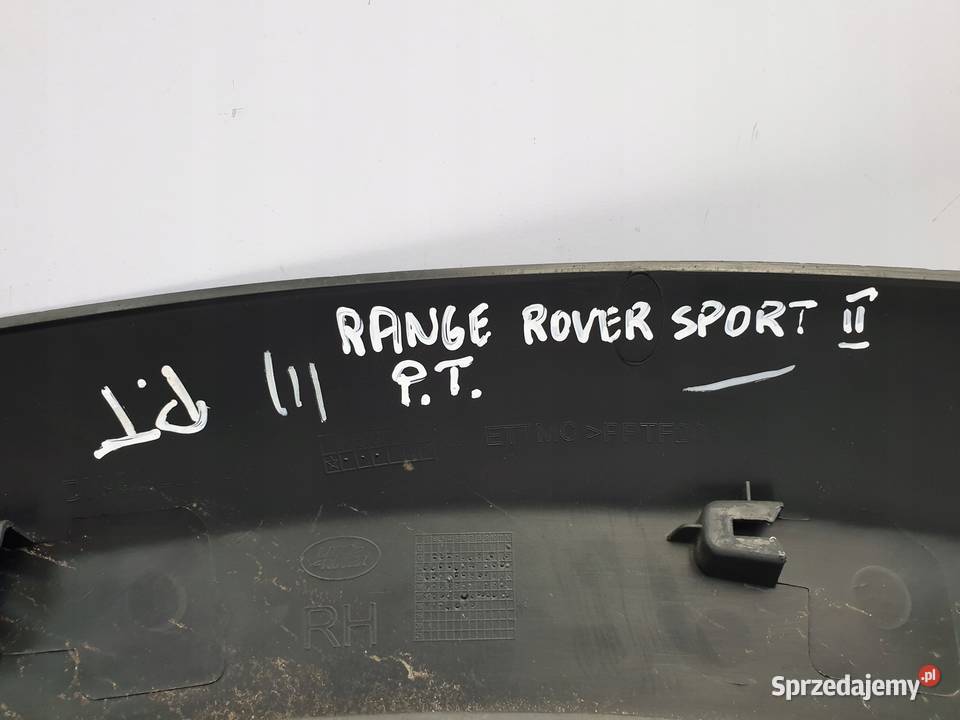 RANGE ROVER SPORT II
P.T.
P.T
RH
Sprzedajemy.pl